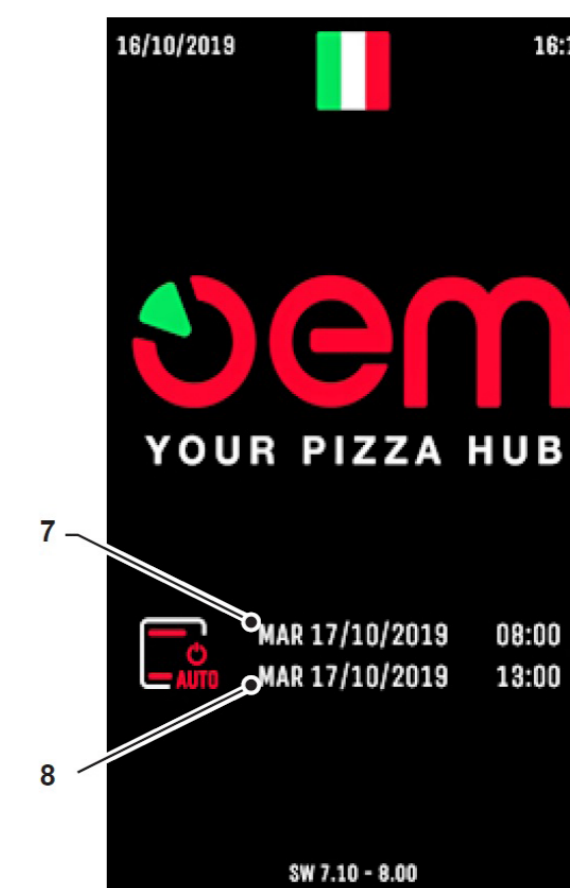 16/10/2019
oem
YOUR PIZZA HUB
7
MAR 17/10/2019 08:00
AUTO
MAR 17/10/2019 13:00
8
SW 7.10 - 8.00